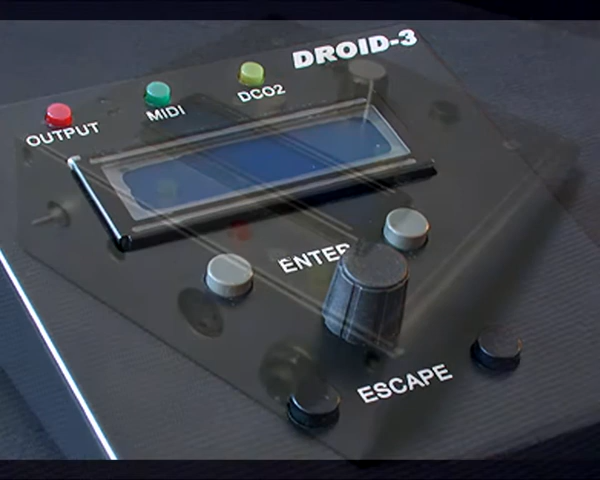 DROID-3
OUTPUT
MIDI
DCO2
ENTER
ESCAPE